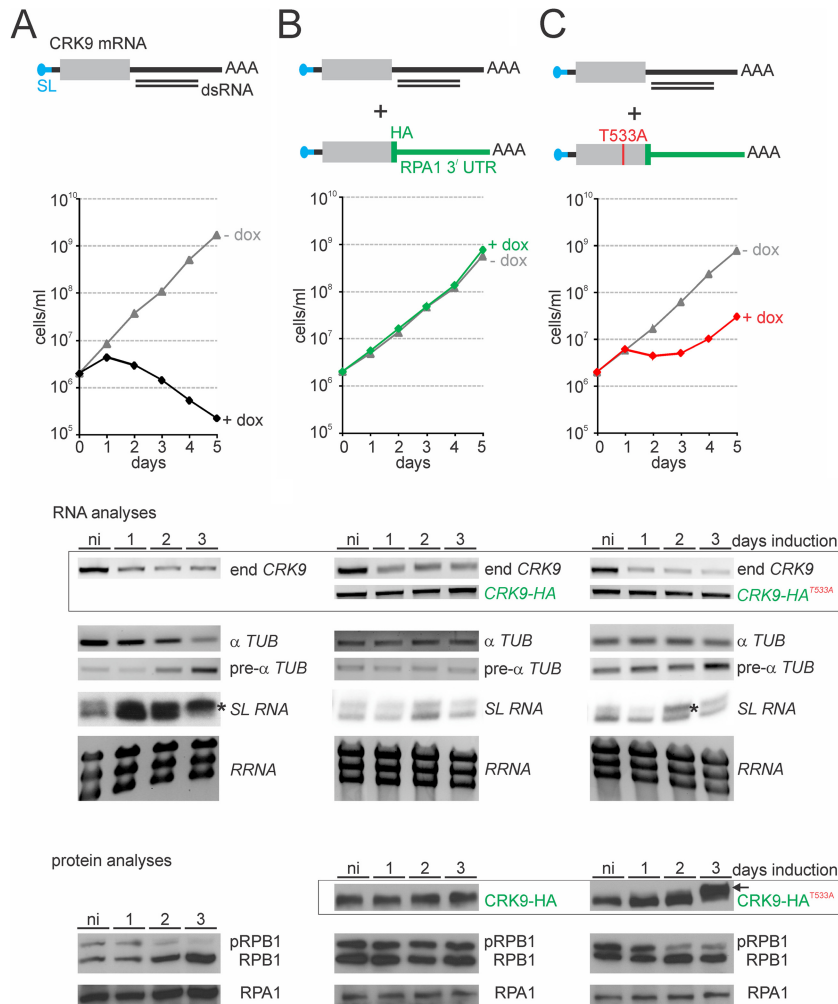 A
B
C
CRK9 mRNA
AAA
SL
dsRNA
AAA
+
HA
AAA
RPA1 3′ UTR
AAA
+
T533A
AAA
cells/ml
10^10
10^9
10^8
10^7
10^6
10^5
- dox
+ dox
0 1 2 3 4 5
days
cells/ml
10^10
10^9
10^8
10^7
10^6
10^5
+ dox
- dox
0 1 2 3 4 5
days
cells/ml
10^10
10^9
10^8
10^7
10^6
10^5
- dox
+ dox
0 1 2 3 4 5
days
RNA analyses
ni 1 2 3
ni 1 2 3
ni 1 2 3 days induction
end CRK9
end CRK9
CRK9-HA
end CRK9
CRK9-HA^T533A
α TUB
α TUB
α TUB
pre-α TUB
pre-α TUB
pre-α TUB
* SL RNA
SL RNA
* SL RNA
RRNA
RRNA
RRNA
protein analyses
ni 1 2 3
ni 1 2 3 days induction
CRK9-HA
CRK9-HA^T533A
ni 1 2 3
pRPB1
RPB1
pRPB1
RPB1
pRPB1
RPB1
RPA1
RPA1
RPA1